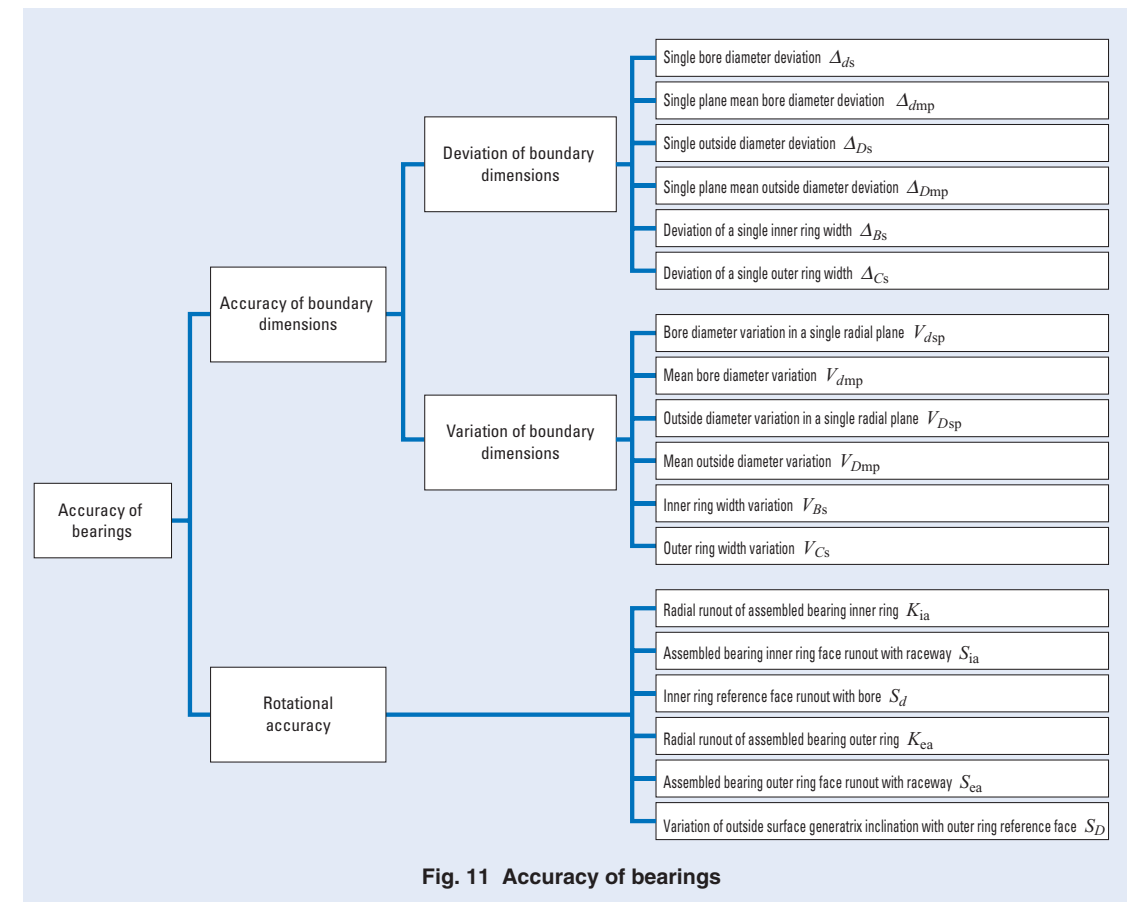 Accuracy of
bearings
Accuracy of boundary
dimensions
Deviation of boundary
dimensions
Single bore diameter deviation Δds
Single plane mean bore diameter deviation Δdmp
Single outside diameter deviation ΔDs
Single plane mean outside diameter deviation ΔDmp
Deviation of a single inner ring width ΔBs
Deviation of a single outer ring width ΔCs
Variation of boundary
dimensions
Bore diameter variation in a single radial plane Vdsp
Mean bore diameter variation Vdmp
Outside diameter variation in a single radial plane VDsp
Mean outside diameter variation VDmp
Inner ring width variation VBs
Outer ring width variation VCs
Rotational
accuracy
Radial runout of assembled bearing inner ring Kia
Assembled bearing inner ring face runout with raceway Sia
Inner ring reference face runout with bore Sd
Radial runout of assembled bearing outer ring Kea
Assembled bearing outer ring face runout with raceway Sea
Variation of outside surface generatrix inclination with outer ring reference face SD
Fig. 11 Accuracy of bearings